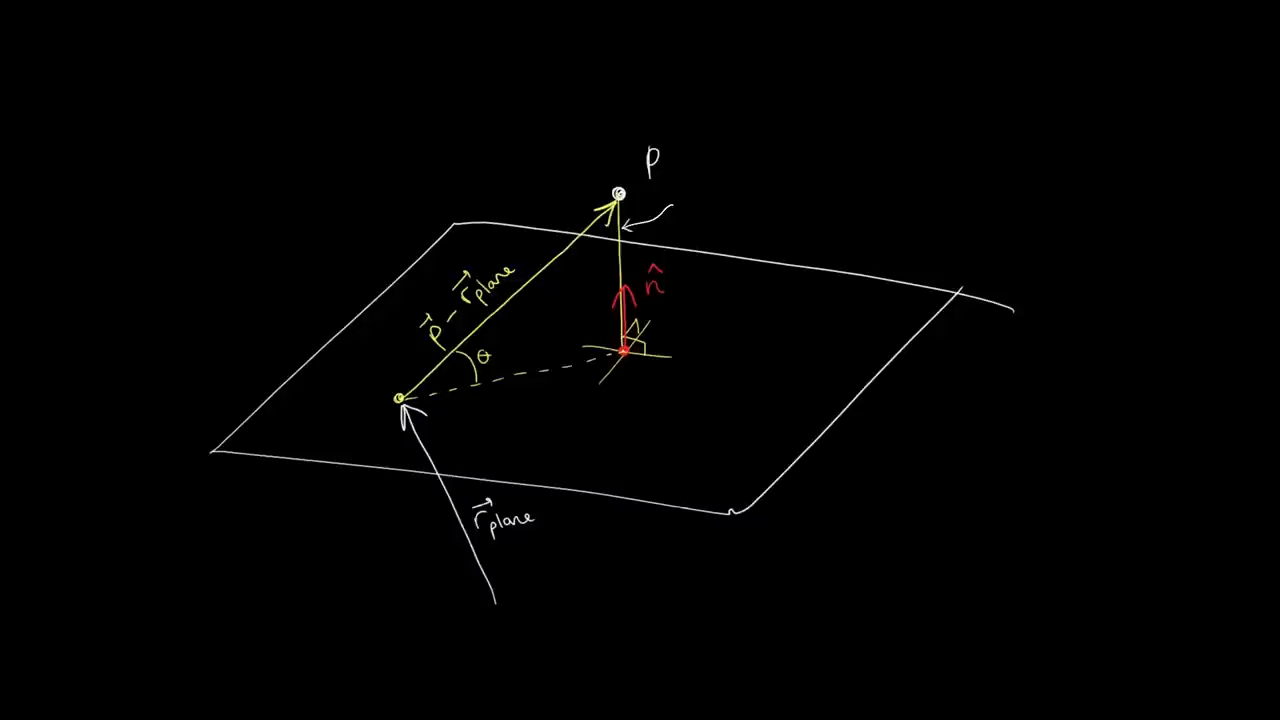 p
n̂
p⃗ - r⃗plane
θ
r⃗plane